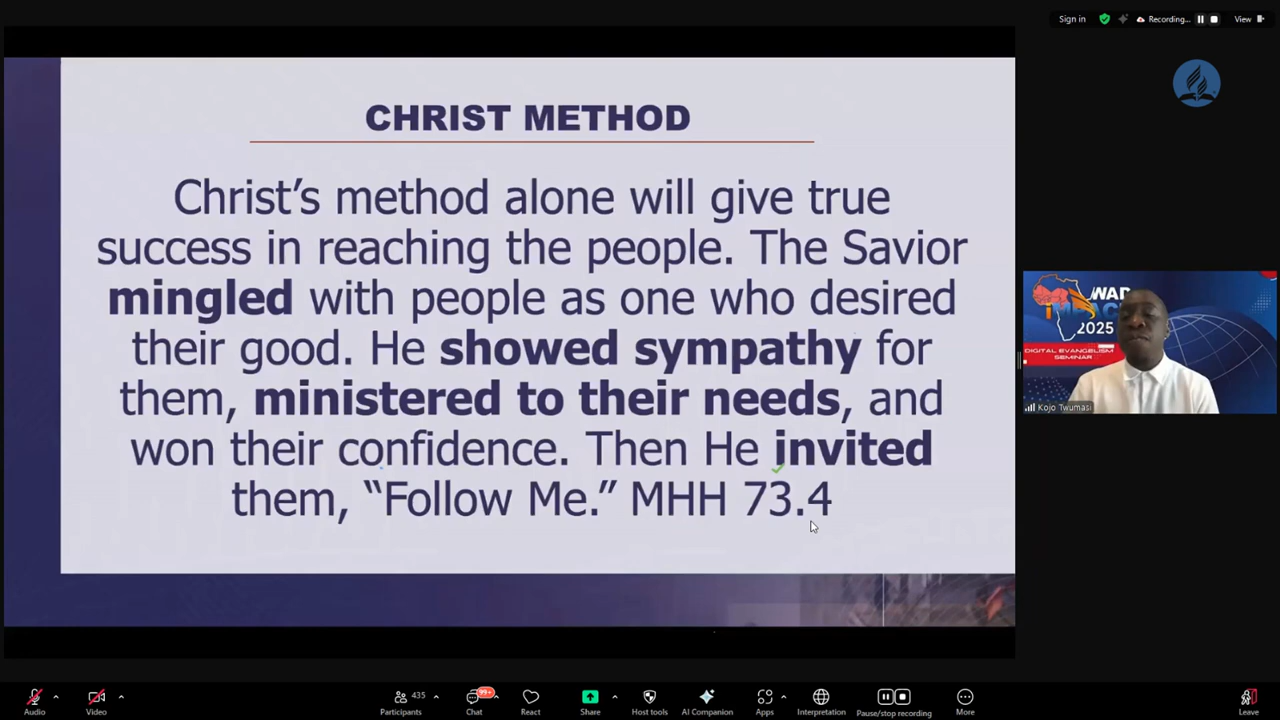 Sign in
Recording...
View
CHRIST METHOD
Christ's method alone will give true
success in reaching the people. The Savior
mingled with people as one who desired
their good. He showed sympathy for
them, ministered to their needs, and
won their confidence. Then He invited
them, “Follow Me.” MHH 73.4
2025
DIGITAL EVANGELISM
SEMINAR
Kojo Twumasi
Audio
Video
435
Participants
99+
Chat
React
Share
Host tools
AI Companion
Apps
Interpretation
Pause/stop recording
More
Leave